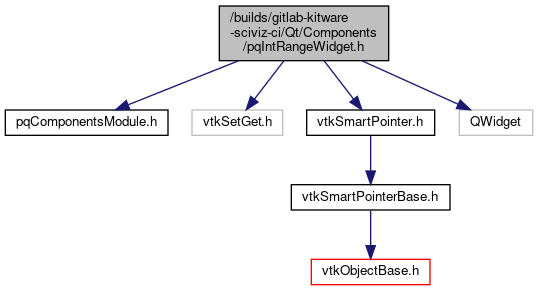 /builds/gitlab-kitware
-sciviz-ci/Qt/Components
/pqIntRangeWidget.h
pqComponentsModule.h
vtkSetGet.h
vtkSmartPointer.h
QWidget
vtkSmartPointerBase.h
vtkObjectBase.h